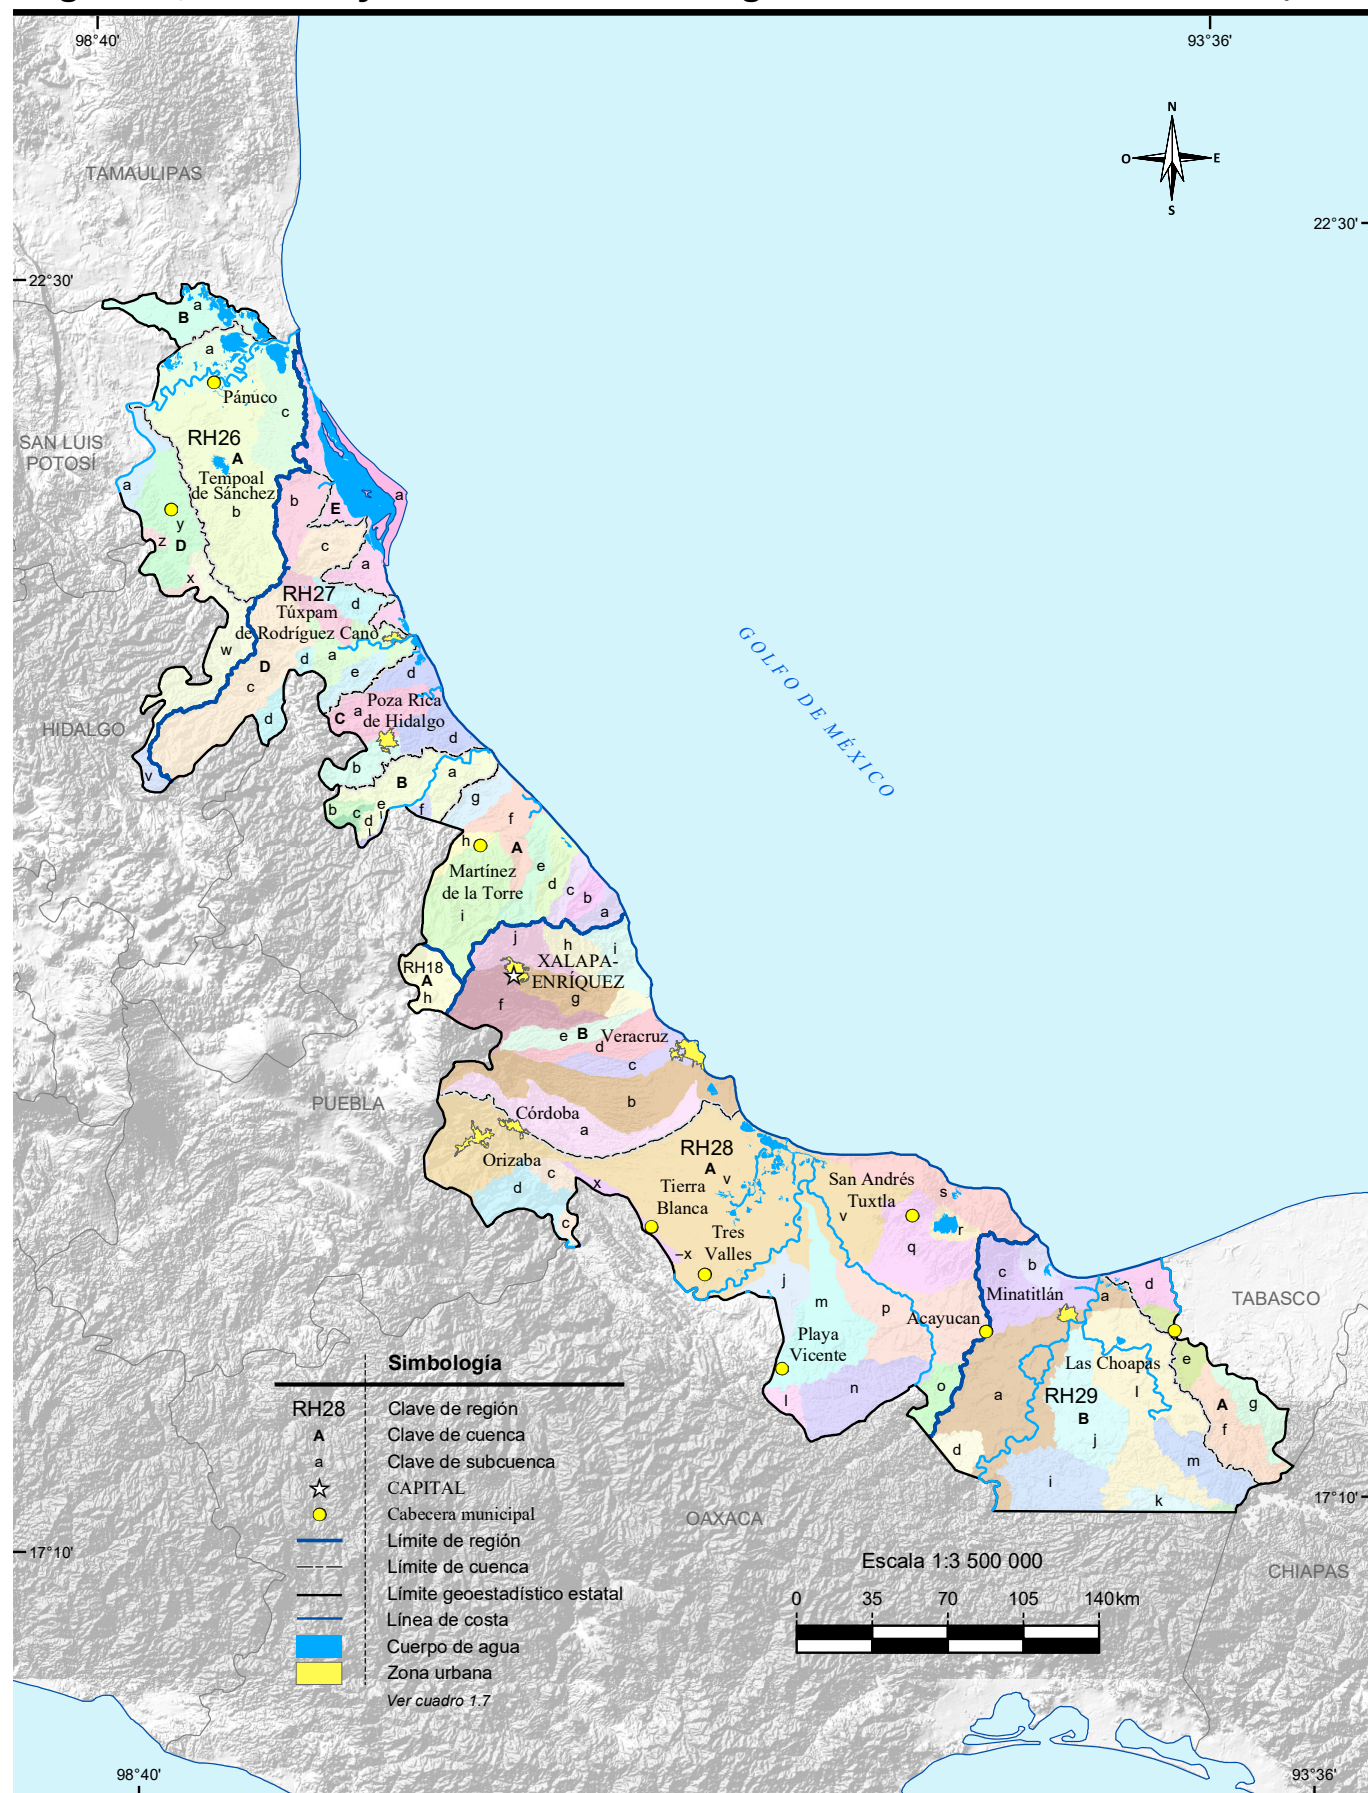 98°40'
93°36'
N
O
E
S
TAMAULIPAS
22°30'
22°30'
a
B
a
Pánuco
c
SAN LUIS
POTOSÍ
RH26
A
Tempoal
de Sánchez
a
b
b
E
a
y
z
D
c
x
a
RH27
d
Túxpam
de Rodríguez Cano
w
D
d
a
e
d
c
Poza Rica
de Hidalgo
C
a
d
d
HIDALGO
GOLFO DE MÉXICO
v
b
B
a
g
b
c
d
e
f
f
h
A
Martínez
de la Torre
e
d
c
b
a
i
j
h
i
RH18
A
h
XALAPA-
ENRÍQUEZ
f
g
e
B
d
Veracruz
c
PUEBLA
b
Córdoba
a
Orizaba
c
d
x
c
RH28
A
v
Tierra
Blanca
San Andrés
Tuxtla
v
s
r
q
Tres
Valles
x
j
m
p
c
b
Minatitlán
a
d
TABASCO
Acayucan
Playa
Vicente
Las Choapas
e
l
n
o
a
RH29
B
l
A
g
f
j
d
i
m
k
17°10'
OAXACA
17°10'
CHIAPAS
Simbología
RH28 Clave de región
A Clave de cuenca
a Clave de subcuenca
CAPITAL
Cabecera municipal
Límite de región
Límite de cuenca
Límite geoestadístico estatal
Línea de costa
Cuerpo de agua
Zona urbana
Ver cuadro 1.7
Escala 1:3 500 000
0 35 70 105 140 km
98°40'
93°36'